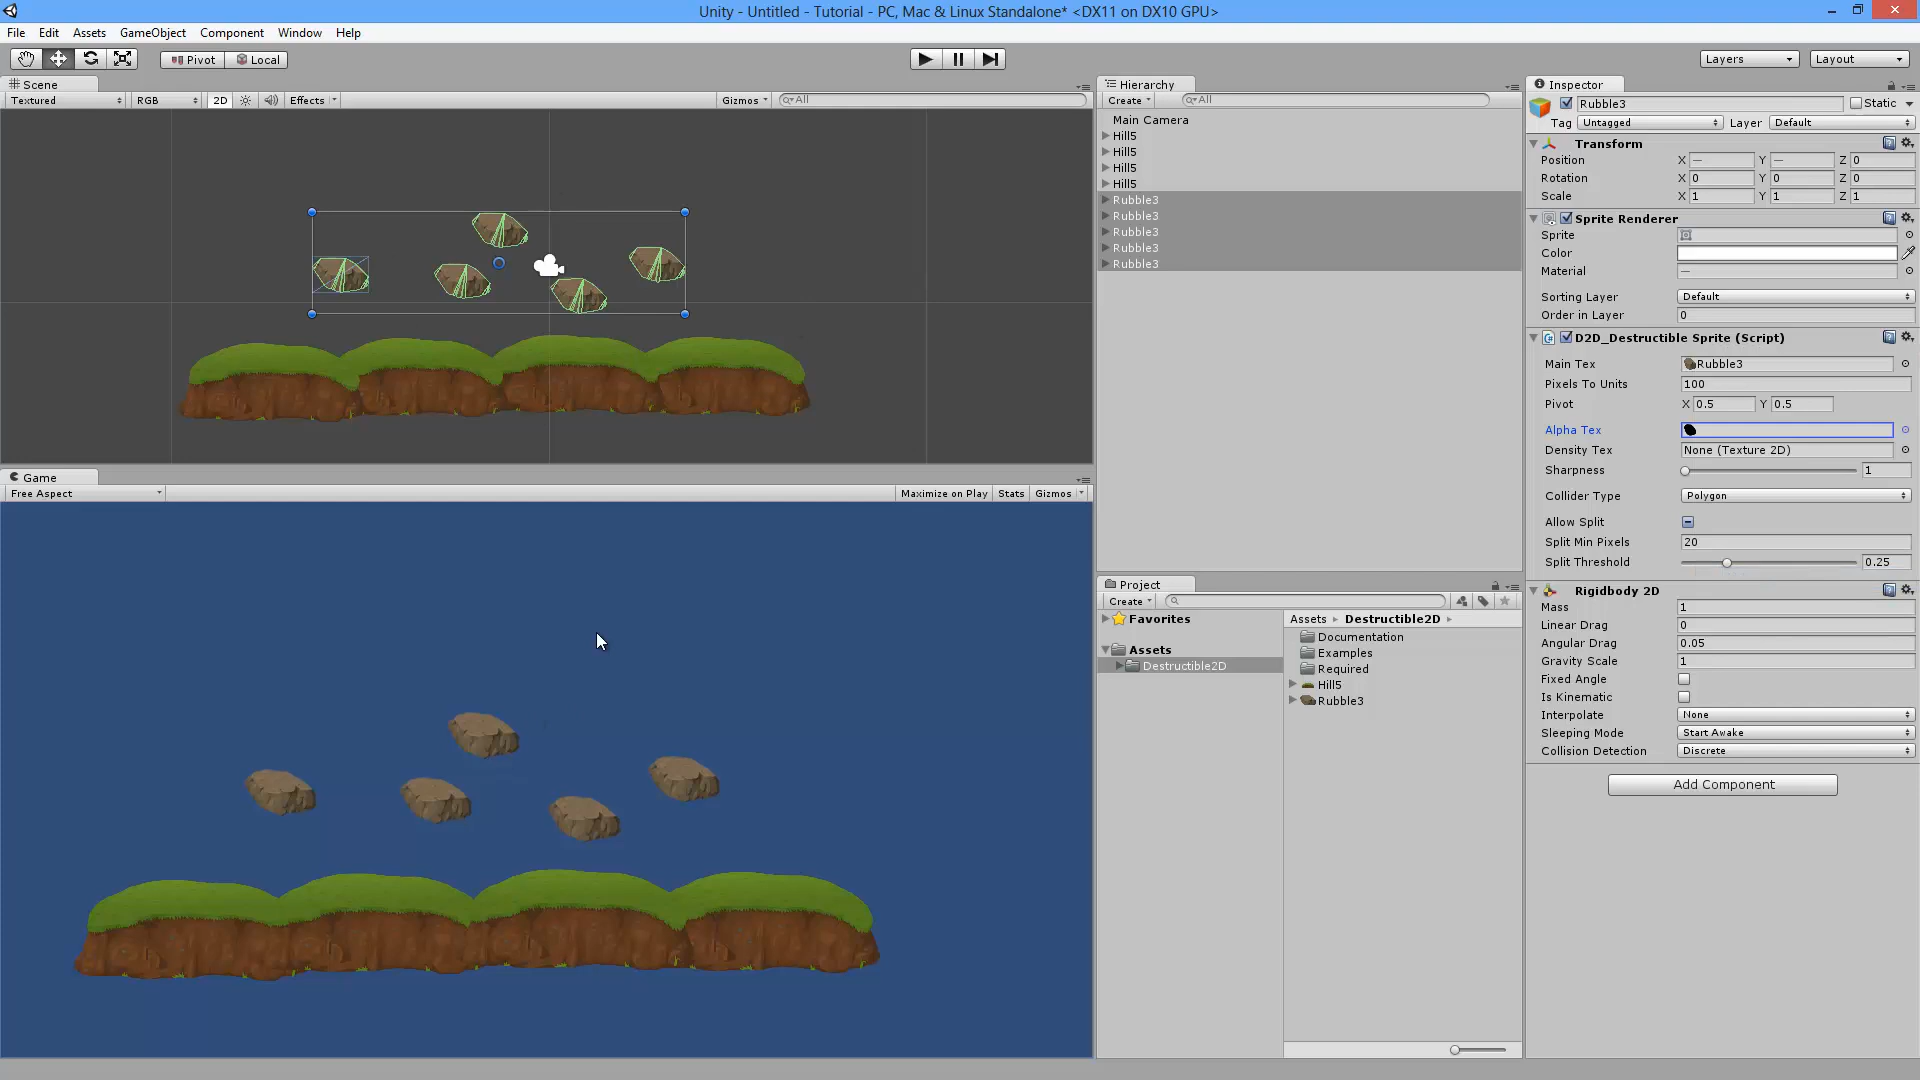 Unity - Untitled - Tutorial - PC, Mac & Linux Standalone* <DX11 on DX10 GPU>
File Edit Assets GameObject Component Window Help
Pivot Local Layers Layout
Scene
Textured RGB 2D Effects Gizmos All
Game
Free Aspect Maximize on Play Stats Gizmos
Hierarchy
Create All
Main Camera
Hill5
Hill5
Hill5
Hill5
Rubble3
Rubble3
Rubble3
Rubble3
Rubble3
Project
Create
Favorites
Assets
Destructible2D
Assets Destructible2D
Documentation
Examples
Required
Hill5
Rubble3
Inspector
Rubble3 Static
Tag Untagged Layer Default
Transform
Position X — Y — Z 0
Rotation X 0 Y 0 Z 0
Scale X 1 Y 1 Z 1
Sprite Renderer
Sprite
Color
Material —
Sorting Layer Default
Order in Layer 0
D2D_Destructible Sprite (Script)
Main Tex Rubble3
Pixels To Units 100
Pivot X 0.5 Y 0.5
Alpha Tex
Density Tex None (Texture 2D)
Sharpness 1
Collider Type Polygon
Allow Split
Split Min Pixels 20
Split Threshold 0.25
Rigidbody 2D
Mass 1
Linear Drag 0
Angular Drag 0.05
Gravity Scale 1
Fixed Angle
Is Kinematic
Interpolate None
Sleeping Mode Start Awake
Collision Detection Discrete
Add Component